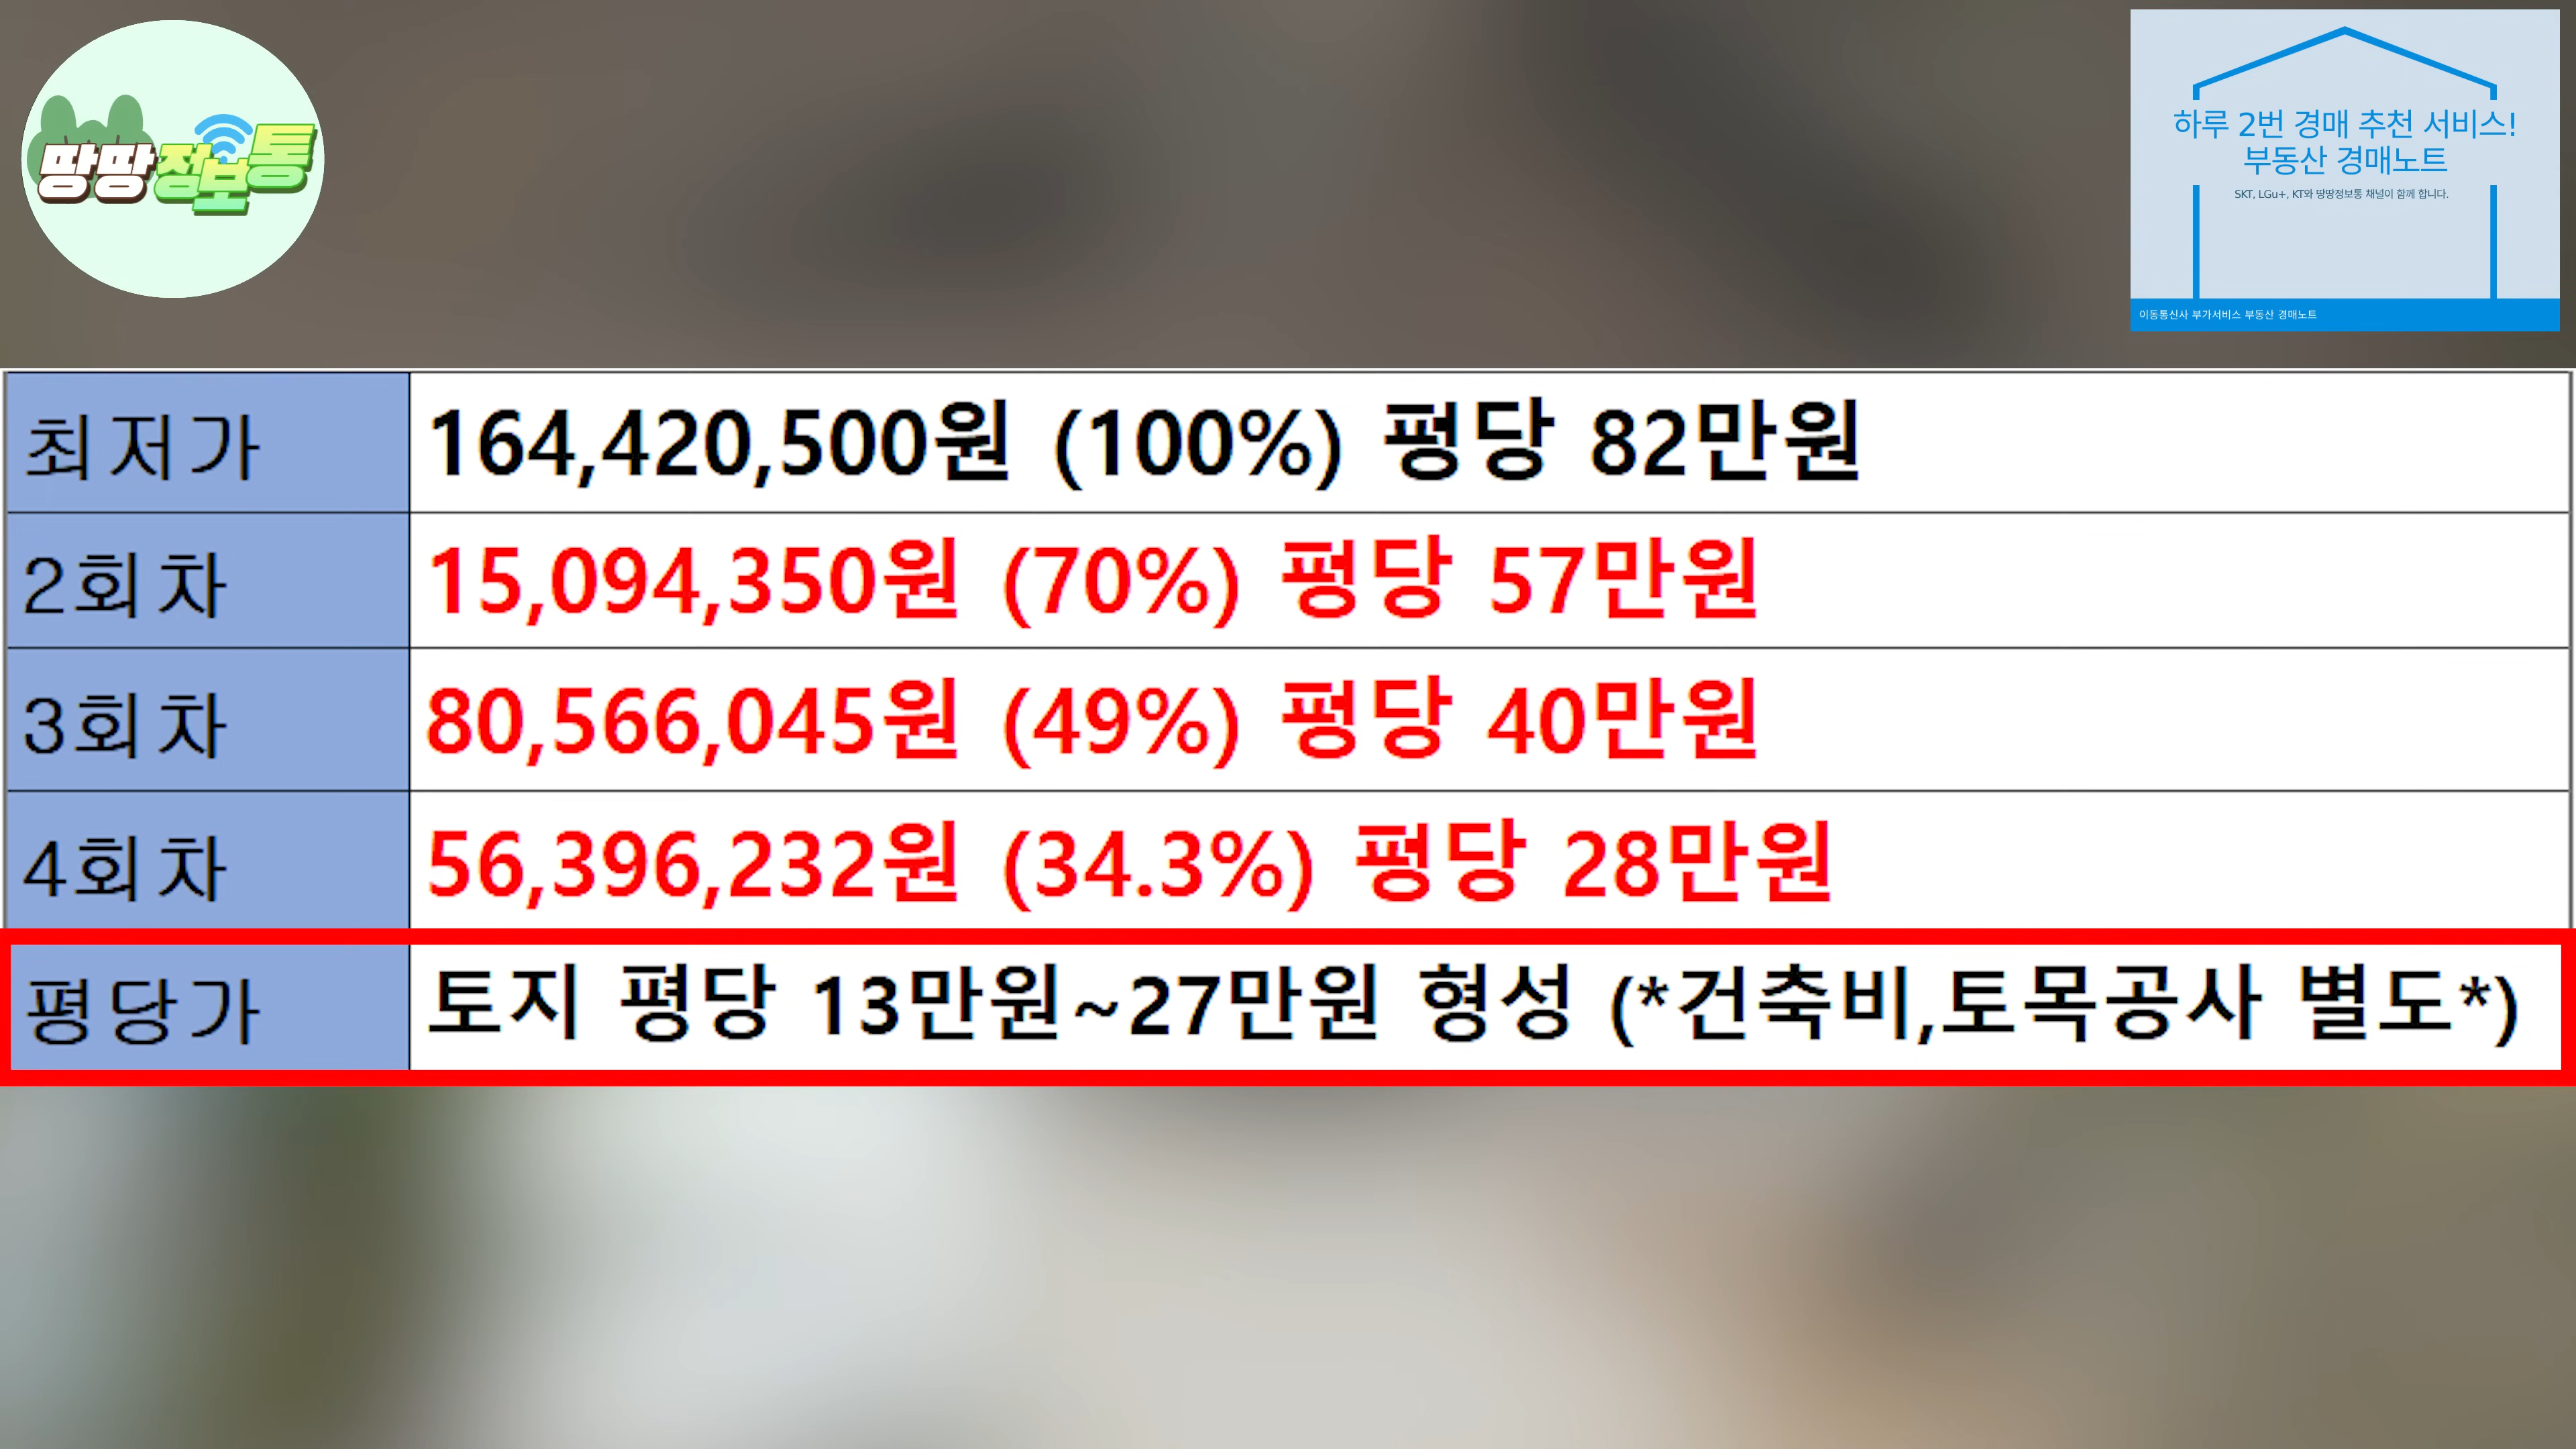 땅땅정보통
하루 2번 경매 추천 서비스!
부동산 경매노트
SKT, LGu+, KT와 땅땅정보통 채널이 함께 합니다.
이동통신사 부가서비스 부동산 경매노트
최저가 164,420,500원 (100%) 평당 82만원
2회차 15,094,350원 (70%) 평당 57만원
3회차 80,566,045원 (49%) 평당 40만원
4회차 56,396,232원 (34.3%) 평당 28만원
평당가 토지 평당 13만원~27만원 형성 (*건축비,토목공사 별도*)